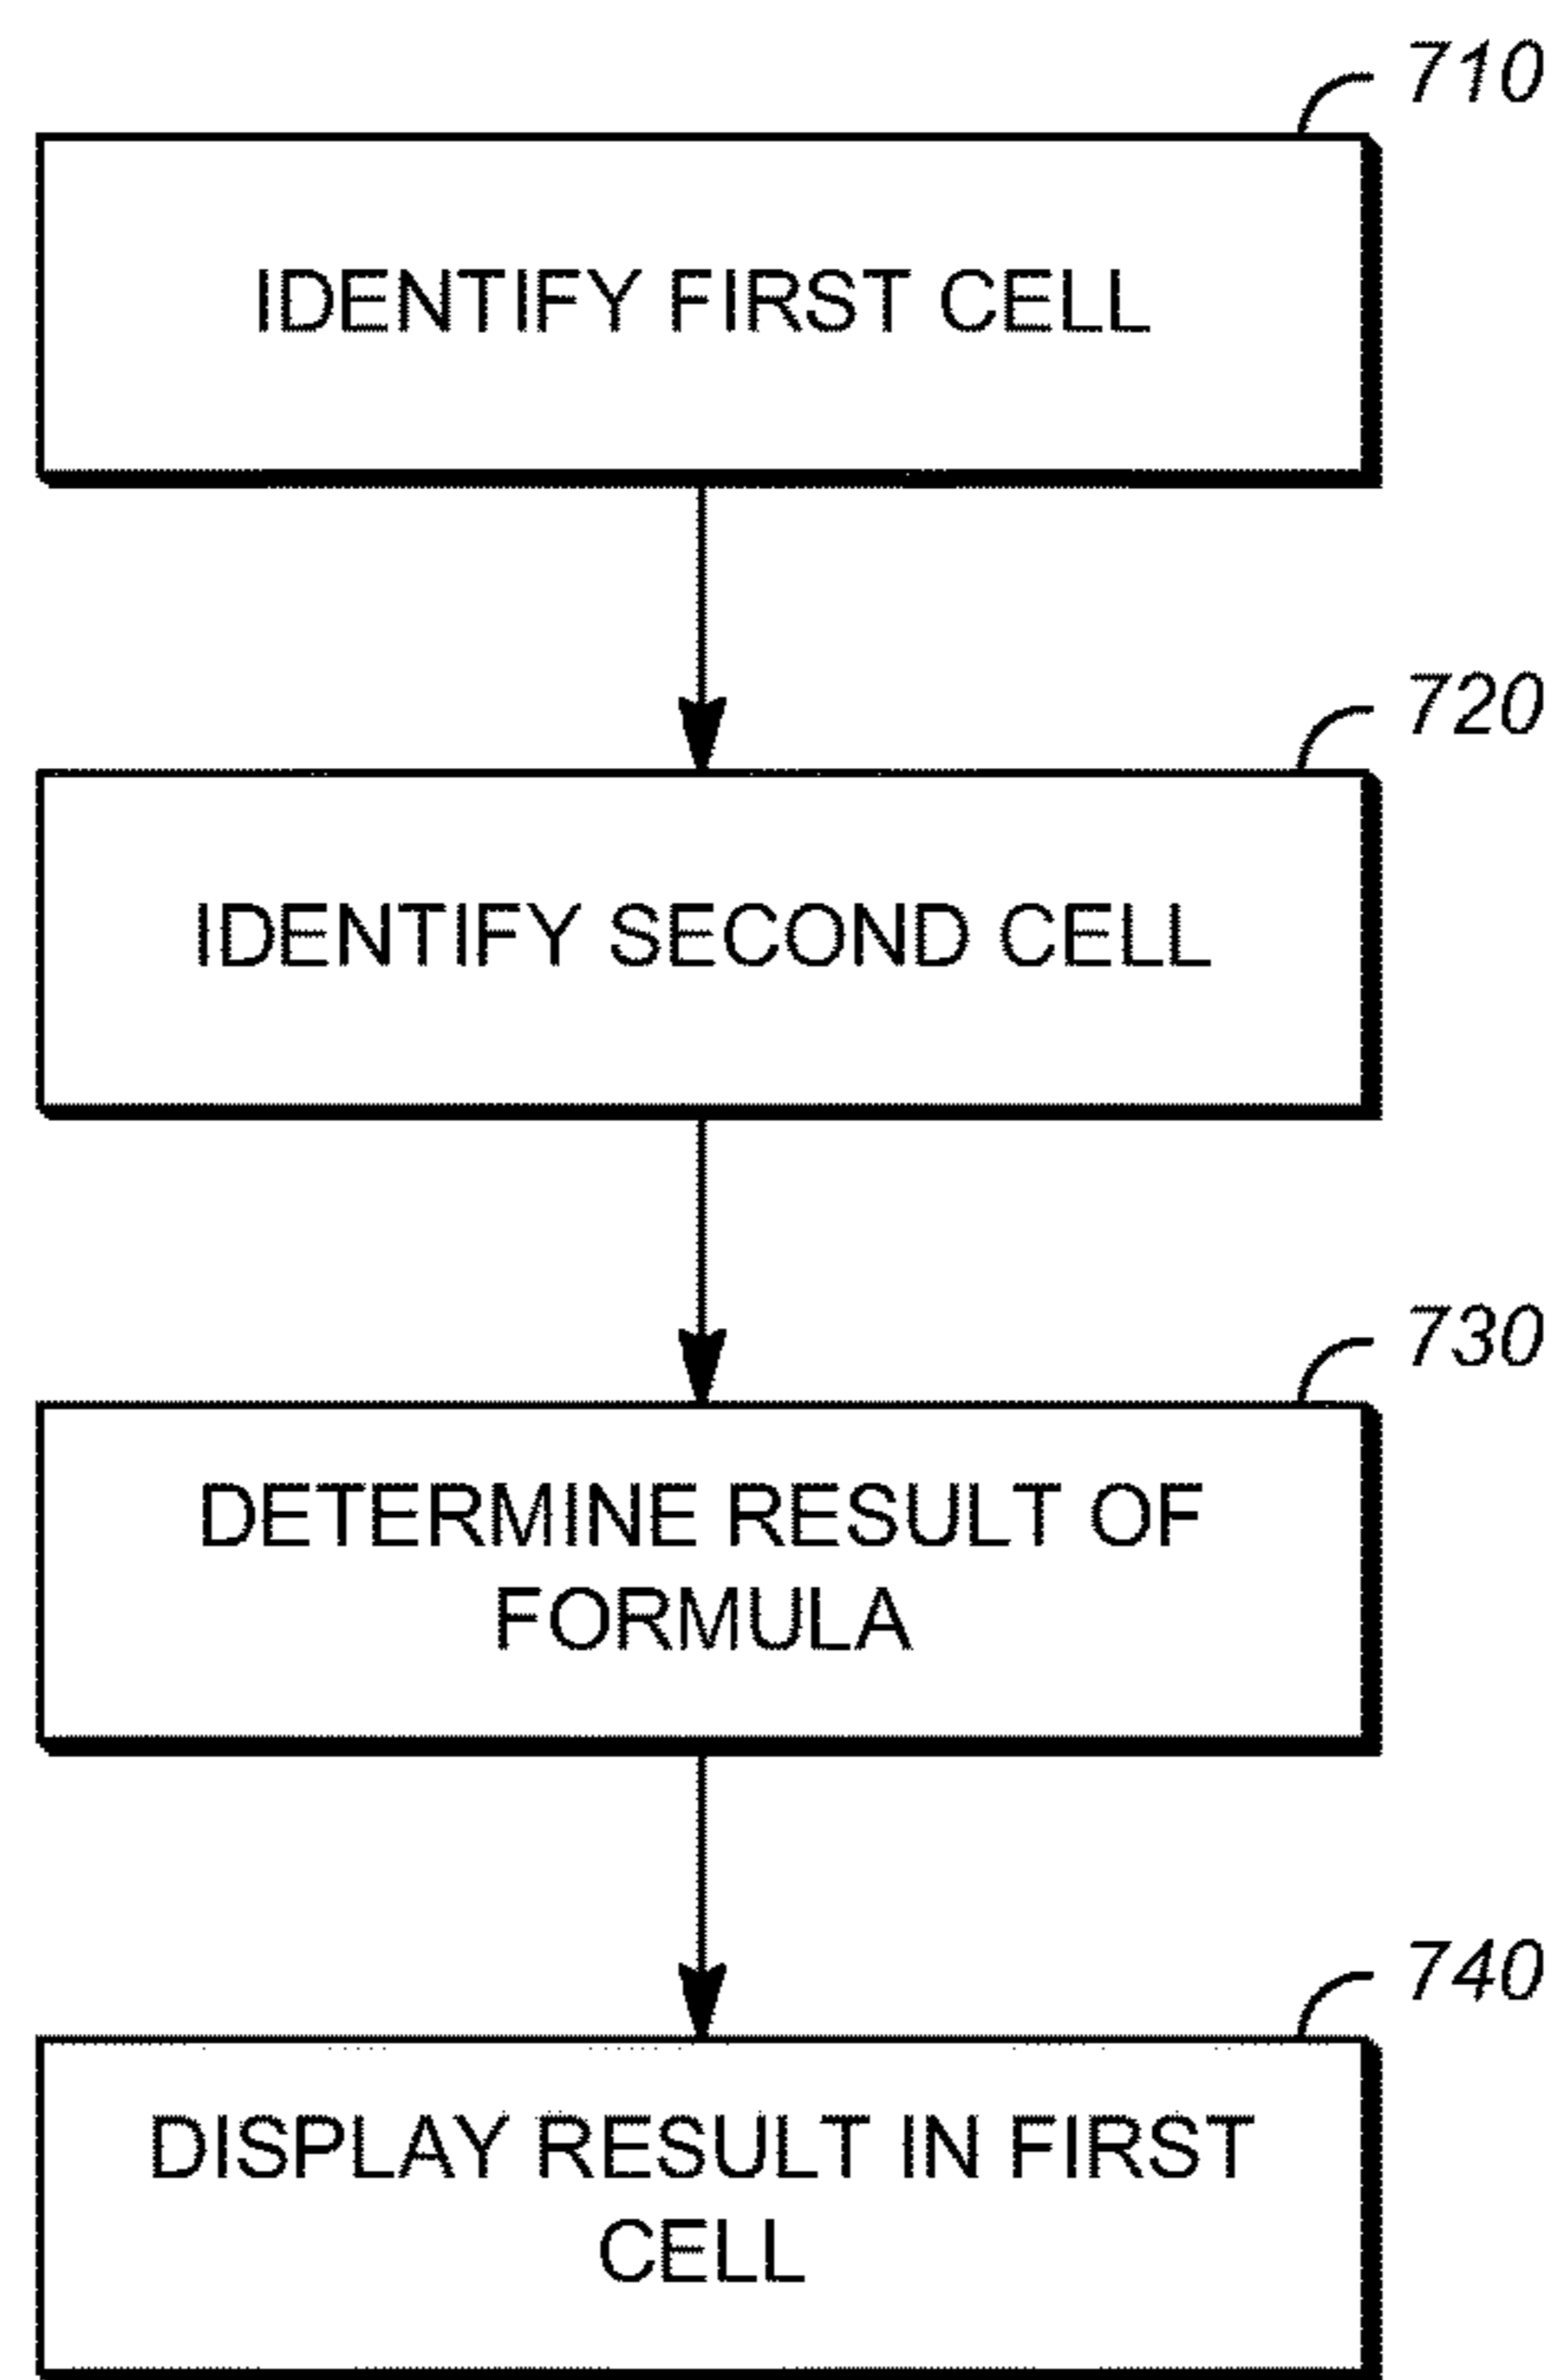 710
IDENTIFY FIRST CELL
720
IDENTIFY SECOND CELL
730
DETERMINE RESULT OF
FORMULA
740
DISPLAY RESULT IN FIRST
CELL